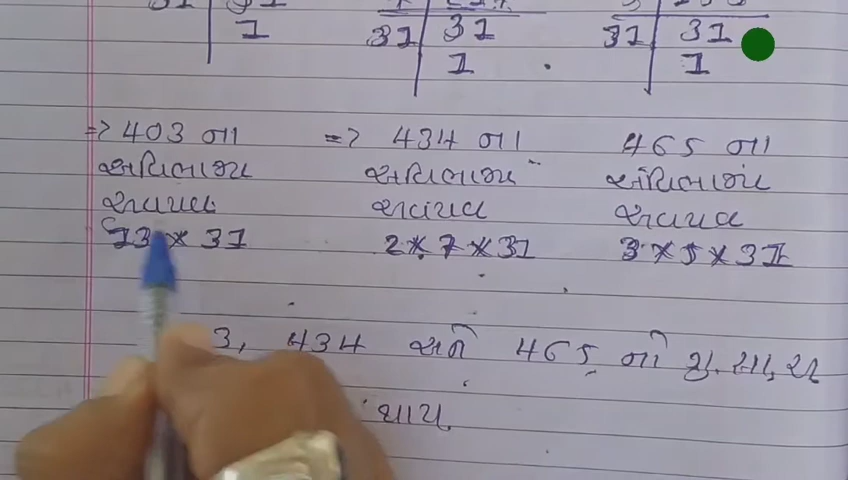 31 | 31 31 | 31
1 31 | 31
1 1
=> 403 ના => 434 ના 465 ના
અવિભાજ્ય અવિભાજ્ય અવિભાજ્ય
અવયવ અવયવ અવયવ
13 × 31 2 × 7 × 31 3 × 5 × 31
3, 434 અને 465 નો ગુ. સા. અ
થાય.